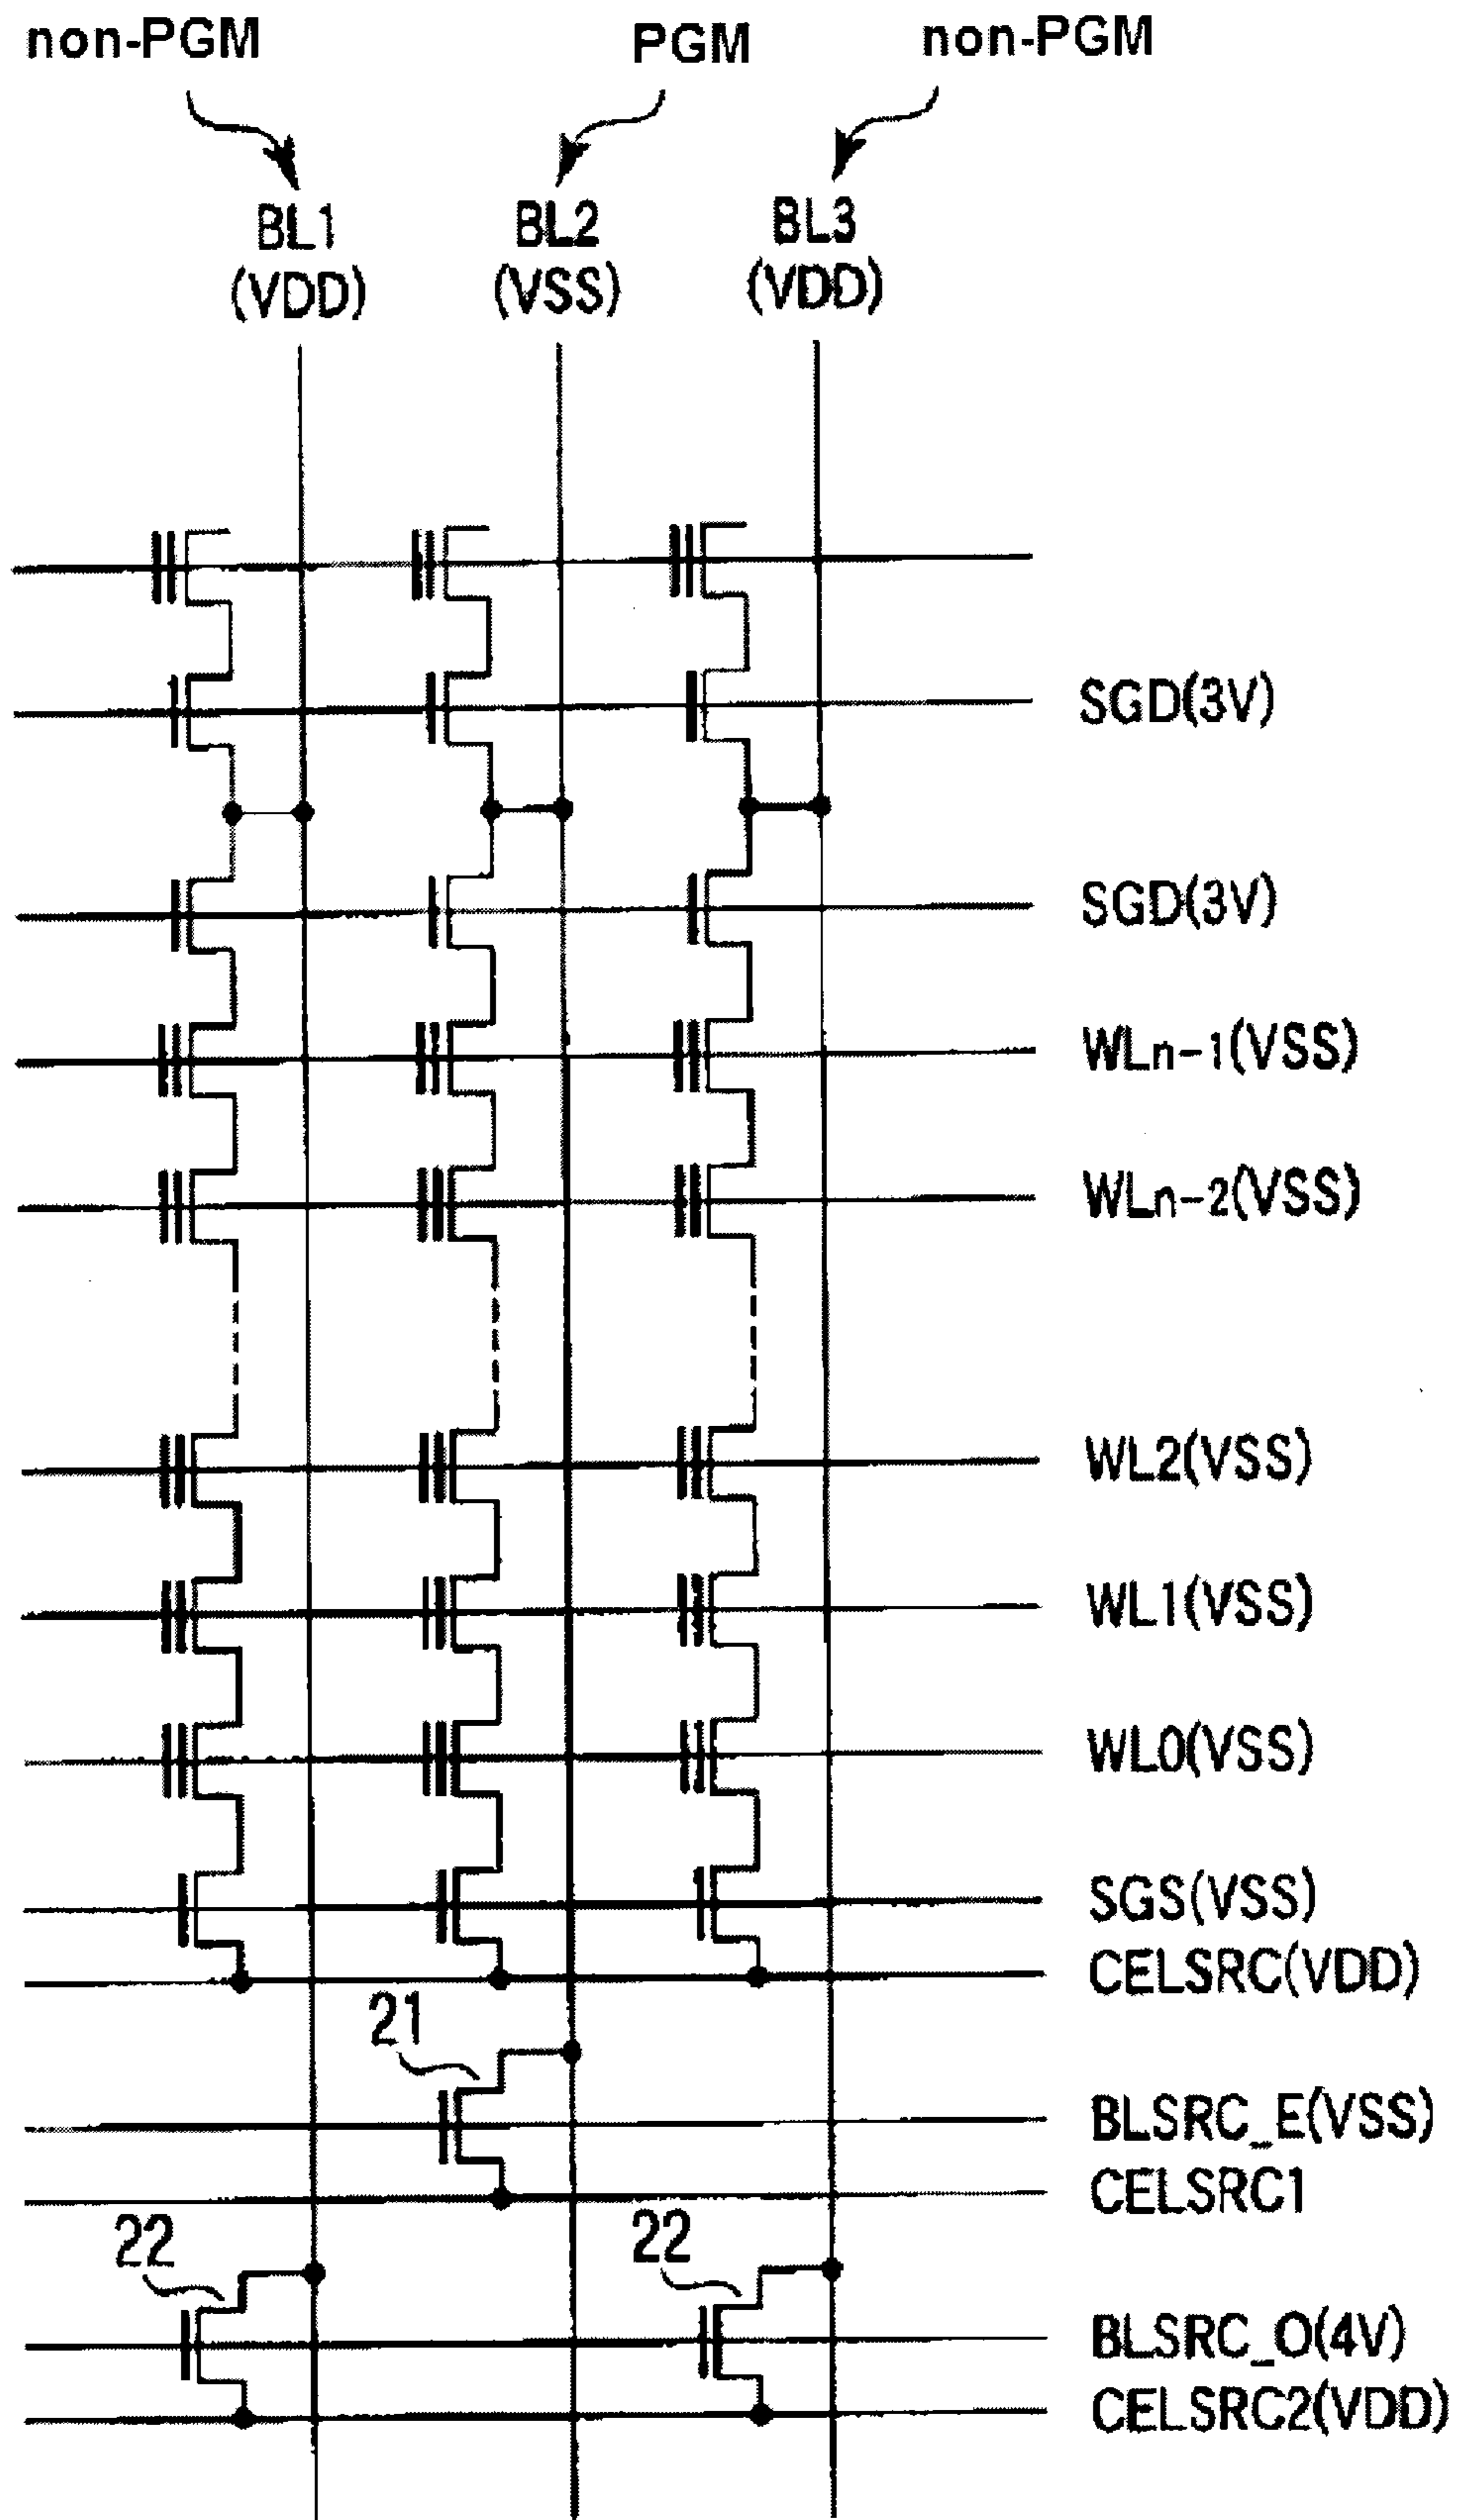 non-PGM PGM non-PGM
BL1 BL2 BL3
(VDD) (VSS) (VDD)
SGD(3V)
SGD(3V)
WLn-1(VSS)
WLn-2(VSS)
WL2(VSS)
WL1(VSS)
WL0(VSS)
SGS(VSS)
CELSRC(VDD)
21
BLSRC_E(VSS)
CELSRC1
22 22
BLSRC_O(4V)
CELSRC2(VDD)